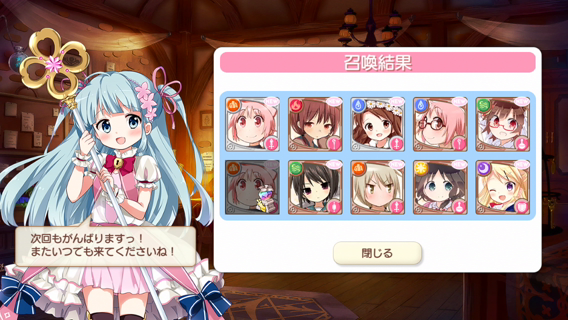 召喚結果
次回もがんばりますっ！
またいつでも来てくださいね！
閉じる